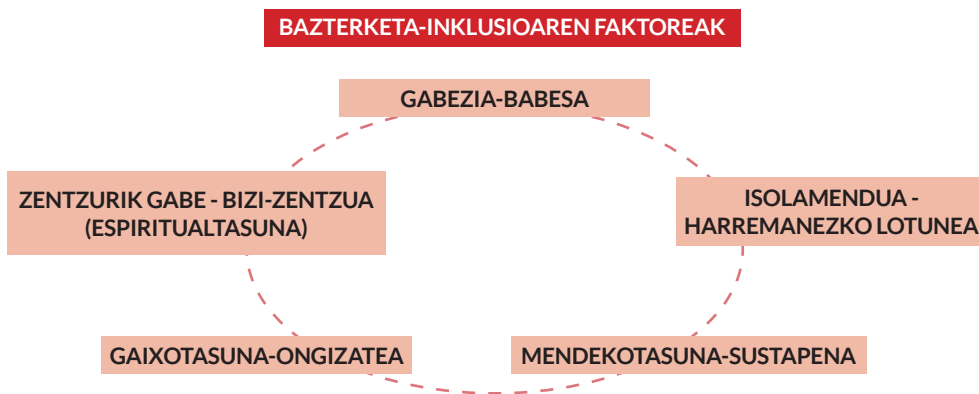 BAZTERKETA-INKLUSIOAREN FAKTOREAK
GABEZIA-BABESA
ZENTZURIK GABE - BIZI-ZENTZUA
(ESPIRITUALTASUNA)
ISOLAMENDUA -
HARREMANEZKO LOTUNEA
GAIXOTASUNA-ONGIZATEA
MENDEKOTASUNA-SUSTAPENA